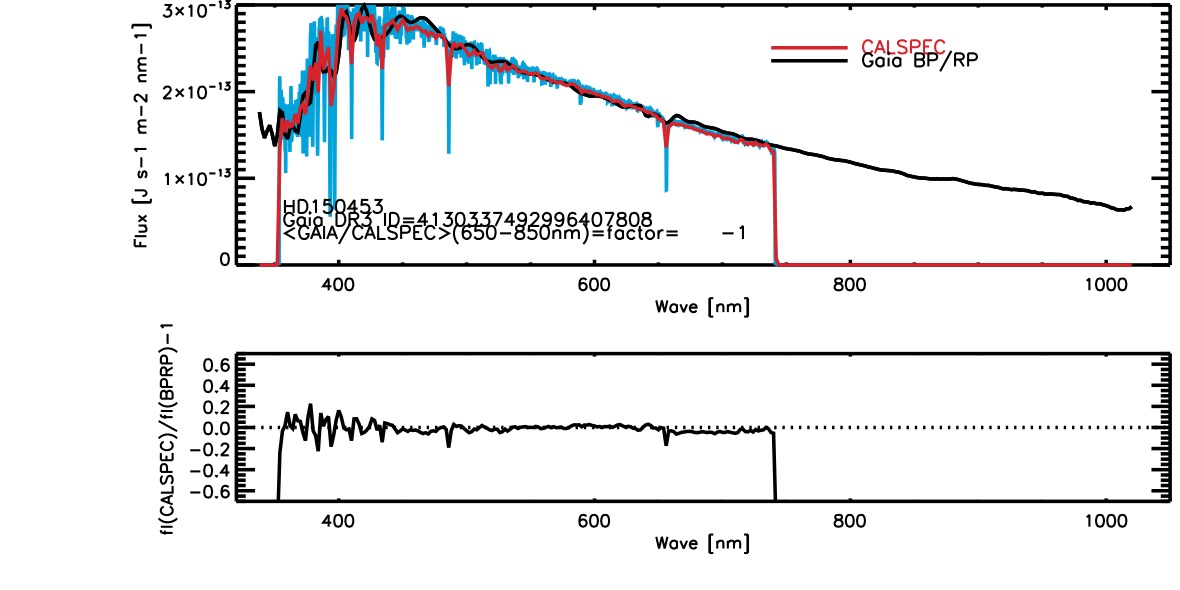 3×10−13
2×10−13
1×10−13
0
Flux [J s−1 m−2 nm−1]
CALSPEC
Gaia BP/RP
HD150453
Gaia DR3 ID=4130337492996407808
<GAIA/CALSPEC>(650−850nm)=factor= −1
400 600 800 1000
Wave [nm]
fl(CALSPEC)/fl(BPRP)−1
0.6
0.4
0.2
0.0
−0.2
−0.4
−0.6
400 600 800 1000
Wave [nm]